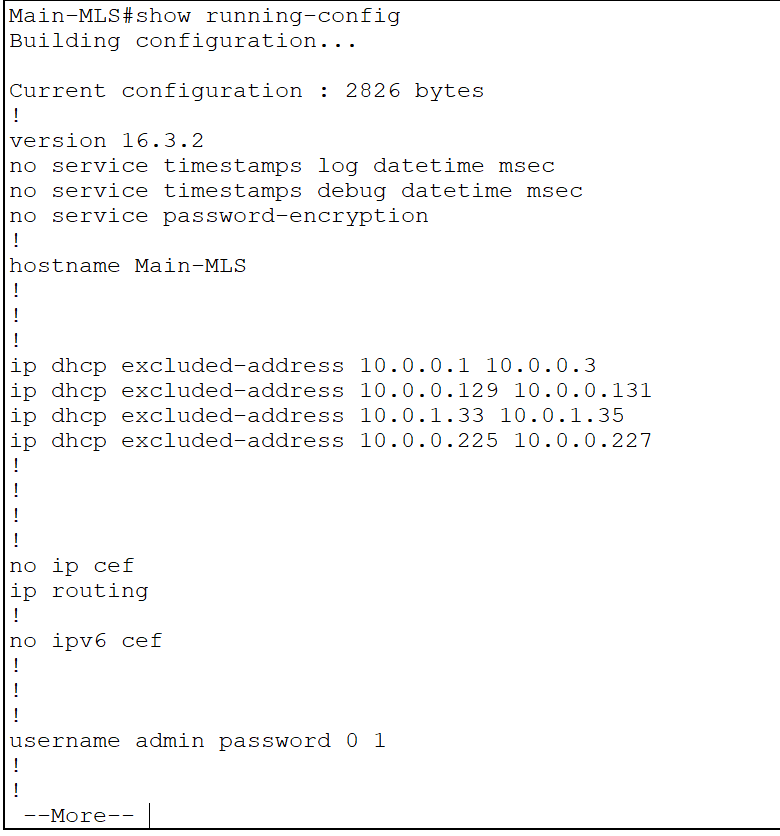 Main-MLS#show running-config
Building configuration...
Current configuration : 2826 bytes
!
version 16.3.2
no service timestamps log datetime msec
no service timestamps debug datetime msec
no service password-encryption
!
hostname Main-MLS
!
!
!
ip dhcp excluded-address 10.0.0.1 10.0.0.3
ip dhcp excluded-address 10.0.0.129 10.0.0.131
ip dhcp excluded-address 10.0.1.33 10.0.1.35
ip dhcp excluded-address 10.0.0.225 10.0.0.227
!
!
!
!
no ip cef
ip routing
!
no ipv6 cef
!
!
!
username admin password 0 1
!
!
--More--